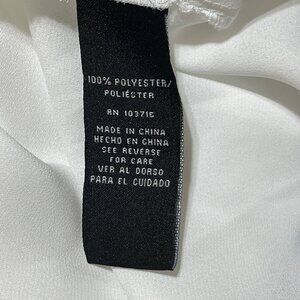 100% POLYESTER/
POLIÉSTER
RN 103715
MADE IN CHINA
HECHO EN CHINA
SEE REVERSE
FOR CARE
VER AL DORSO
PARA EL CUIDADO